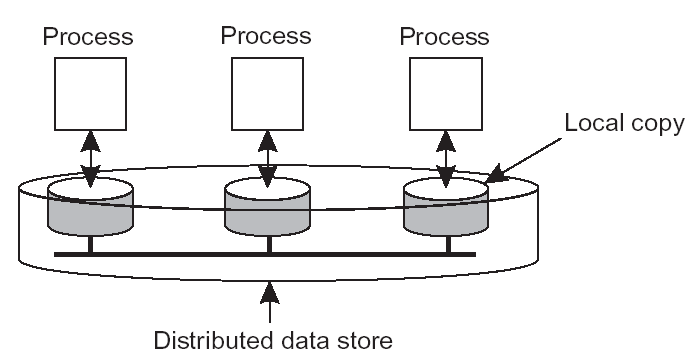 Process
Process
Process
Local copy
Distributed data store